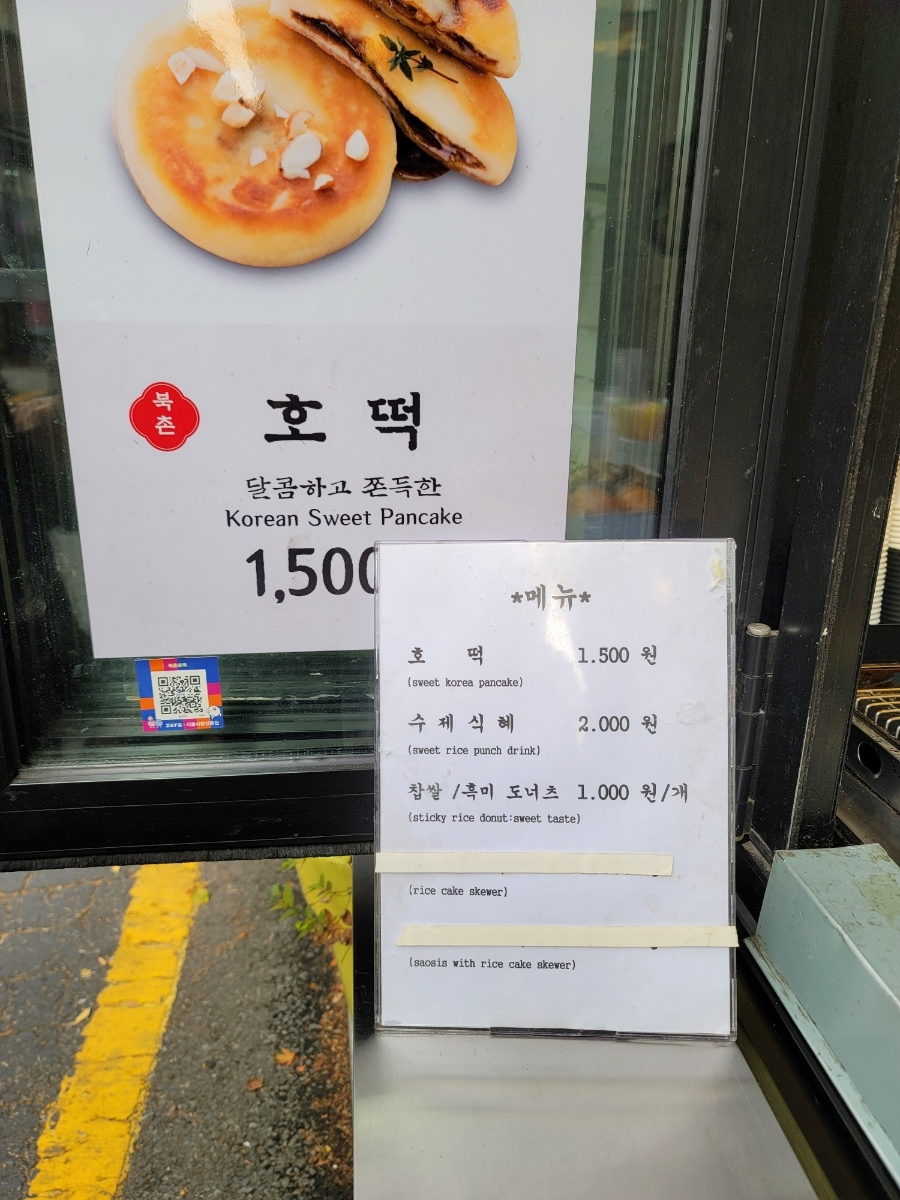 북촌
호떡
달콤하고 쫀득한
Korean Sweet Pancake
1,500
*메뉴*
호 떡 1.500 원
(sweet korea pancake)
수제식혜 2.000 원
(sweet rice punch drink)
찹쌀/흑미 도너츠 1.000 원/개
(sticky rice donut:sweet taste)
(rice cake skewer)
(saosis with rice cake skewer)